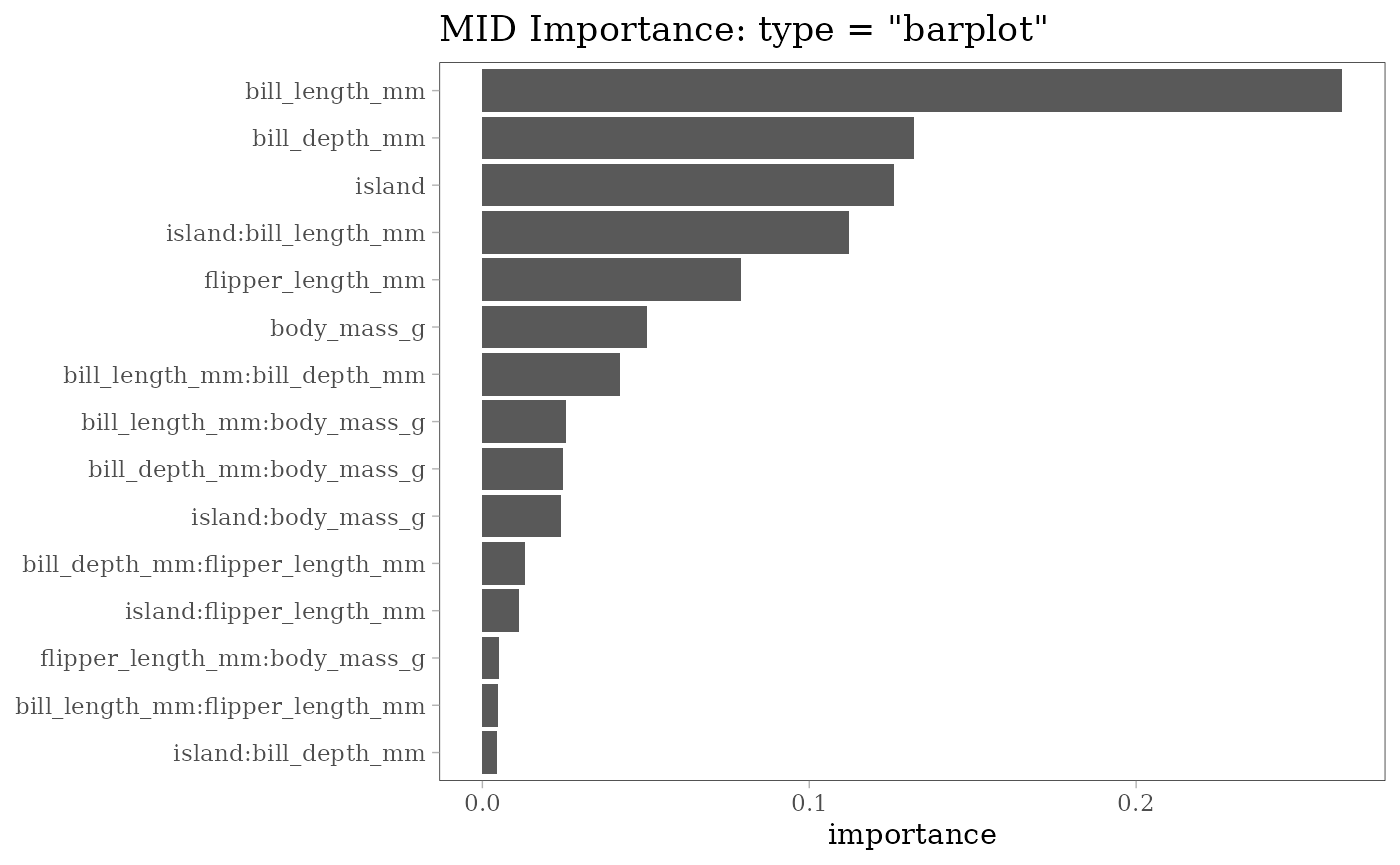 MID Importance: type = "barplot"
bill_length_mm
bill_depth_mm
island
island:bill_length_mm
flipper_length_mm
body_mass_g
bill_length_mm:bill_depth_mm
bill_length_mm:body_mass_g
bill_depth_mm:body_mass_g
island:body_mass_g
bill_depth_mm:flipper_length_mm
island:flipper_length_mm
flipper_length_mm:body_mass_g
bill_length_mm:flipper_length_mm
island:bill_depth_mm
0.0 0.1 0.2
importance